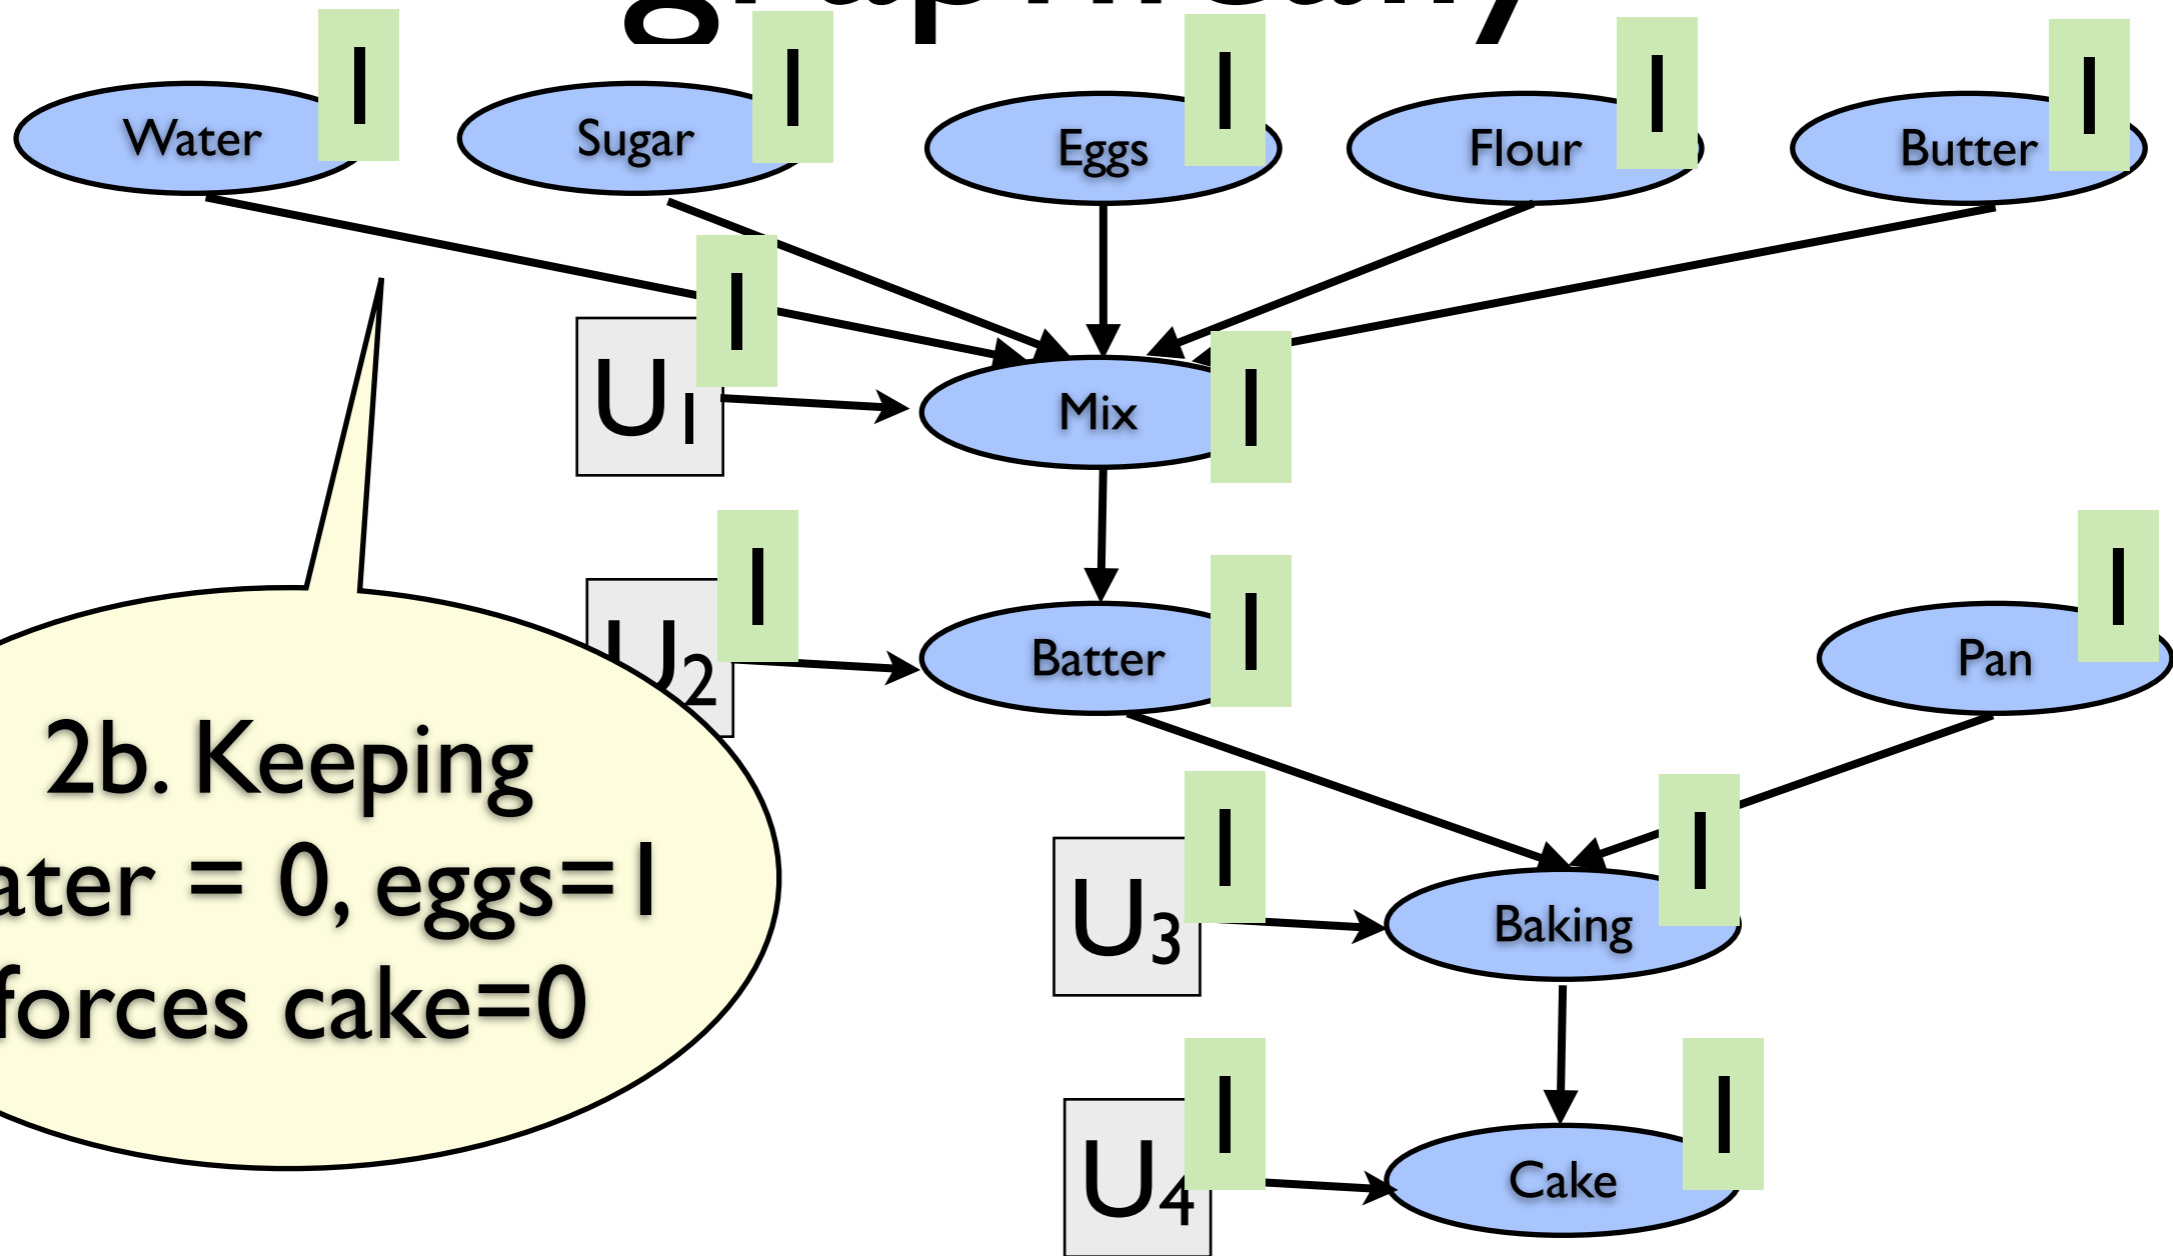 graphically
1 1 1 1 1
Water Sugar Eggs Flour Butter
1
U1 Mix 1
1 1 1
U2 Batter Pan
2b. Keeping
ater = 0, eggs=1
forces cake=0
1 1
U3 Baking
1 1
U4 Cake